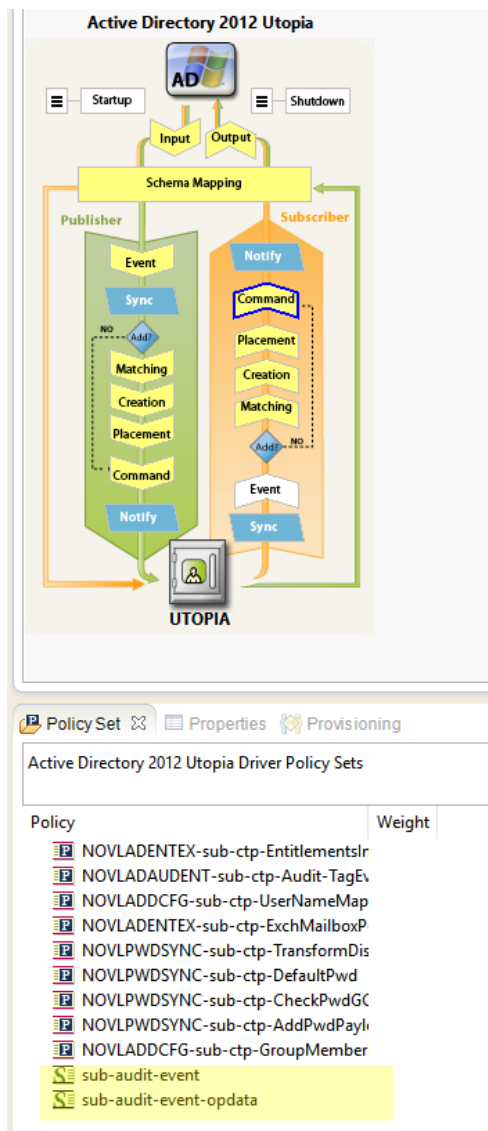 Active Directory 2012 Utopia
AD
Startup
Shutdown
Input
Output
Schema Mapping
Publisher
Subscriber
Event
Notify
Sync
Command
NO
Add?
Placement
Matching
Creation
Creation
Matching
Placement
Add?
NO
Command
Event
Notify
Sync
UTOPIA
Policy Set
Properties
Provisioning
Active Directory 2012 Utopia Driver Policy Sets
Policy
Weight
NOVLADENTEX-sub-ctp-EntitlementsIr
NOVLADAUDENT-sub-ctp-Audit-TagEv
NOVLADDCFG-sub-ctp-UserNameMap
NOVLADENTEX-sub-ctp-ExchMailboxP
NOVLPWDSYNC-sub-ctp-TransformDis
NOVLPWDSYNC-sub-ctp-DefaultPwd
NOVLPWDSYNC-sub-ctp-CheckPwdGC
NOVLPWDSYNC-sub-ctp-AddPwdPayl
NOVLADDCFG-sub-ctp-GroupMember
sub-audit-event
sub-audit-event-opdata